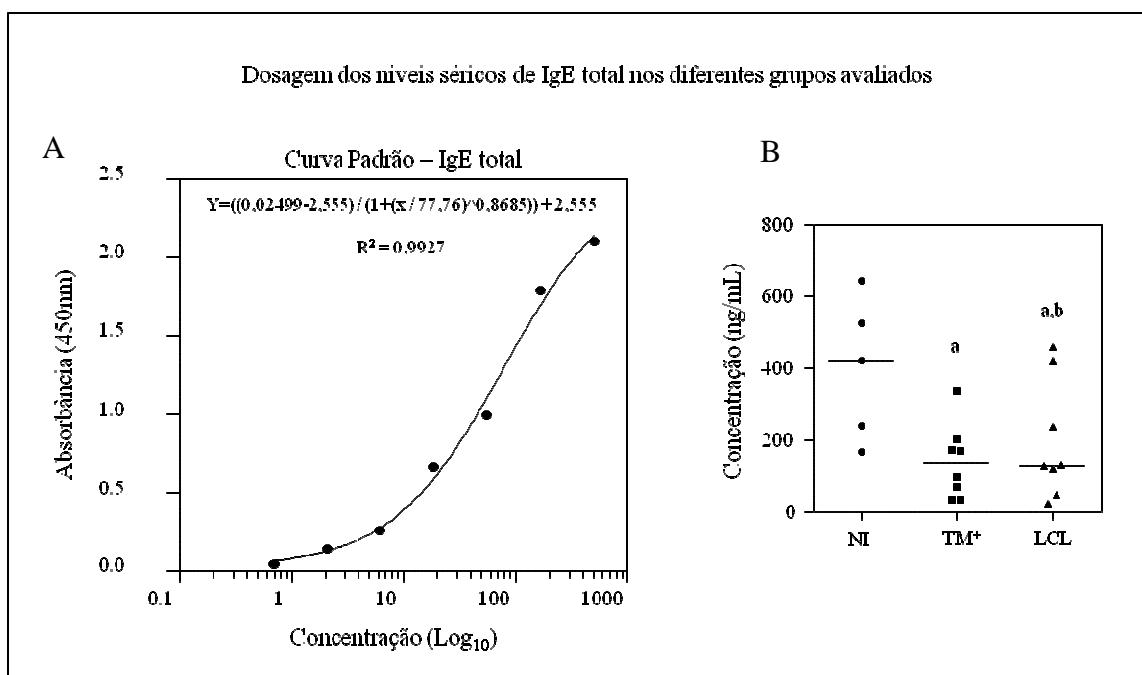 Dosagem dos niveis séricos de IgE total nos diferentes grupos avaliados
A
Curva Padrão – IgE total
Y=((0,02499-2,555)/(1+(x/77,76)^0,8685))+2,555
R² = 0,9927
Absorbância (450nm)
2.5
2.0
1.5
1.0
0.5
0.0
0.1
1
10
100
1000
Concentração (Log₁₀)
B
Concentração (ng/mL)
800
600
400
200
0
a
a,b
NI
TM⁺
LCL